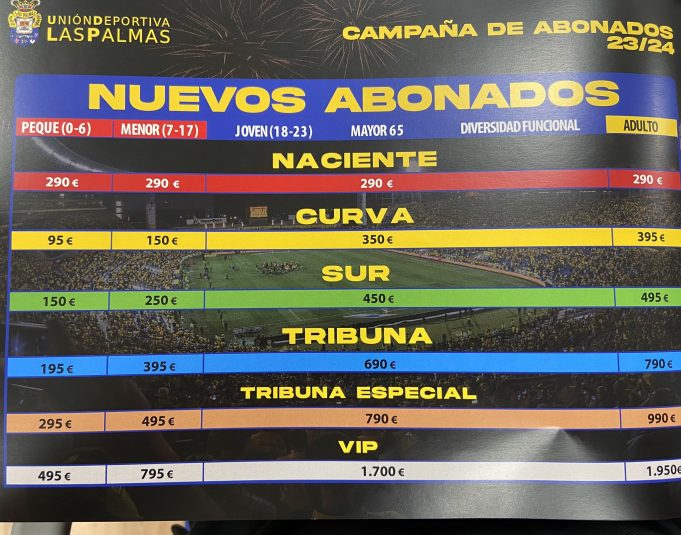 UNIÓNDEPORTIVA
LASPALMAS
CAMPAÑA DE ABONADOS
23/24
NUEVOS ABONADOS
PEQUE (0-6) MENOR (7-17) JOVEN (18-23) MAYOR 65 DIVERSIDAD FUNCIONAL ADULTO
NACIENTE
290 € 290 € 290 € 290 €
CURVA
95 € 150 € 350 € 395 €
SUR
150 € 250 € 450 € 495 €
TRIBUNA
195 € 395 € 690 € 790 €
TRIBUNA ESPECIAL
295 € 495 € 790 € 990 €
VIP
495 € 795 € 1.700 € 1.950€